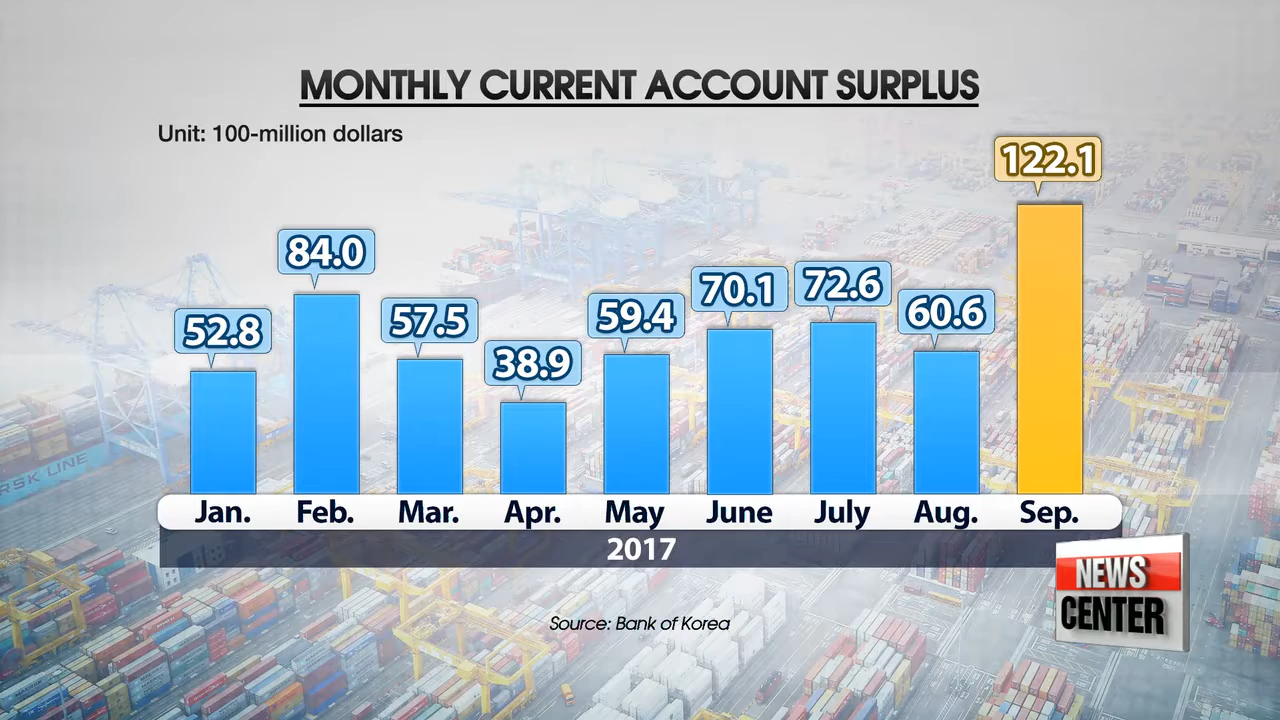 MONTHLY CURRENT ACCOUNT SURPLUS
Unit: 100-million dollars
122.1
84.0
52.8
57.5
38.9
59.4
70.1
72.6
60.6
Jan. Feb. Mar. Apr. May June July Aug. Sep.
2017
NEWS
CENTER
Source: Bank of Korea
RSK LINE